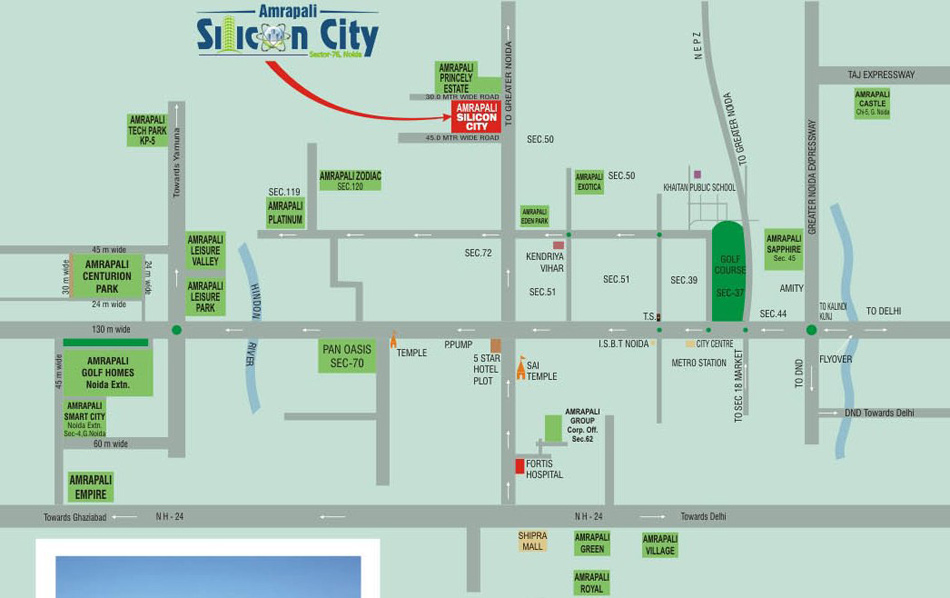 Amrapali
Silicon City
Sector-76, Noida
AMRAPALI
PRINCELY
ESTATE
30.0 MTR WIDE ROAD
AMRAPALI
SILICON
CITY
45.0 MTR WIDE ROAD
TO GREATER NOIDA
NEPZ
TO GREATER NOIDA
TAJ EXPRESSWAY
AMRAPALI
CASTLE
Chi-5, G. Noida
GREATER NOIDA EXPRESSWAY
AMRAPALI
TECH PARK
KP-5
Towards Yamuna
SEC.50
AMRAPALI ZODIAC
SEC.120
SEC.119
AMRAPALI
PLATINUM
AMRAPALI
EXOTICA
SEC.50
KHAITAN PUBLIC SCHOOL
AMRAPALI
EDEN PARK
AMRAPALI
SAPPHIRE
Sec. 45
45 m wide
AMRAPALI
CENTURION
PARK
30 m wide
24 m wide
24 m wide
AMRAPALI
LEISURE
VALLEY
AMRAPALI
LEISURE
PARK
HINDON
RIVER
SEC.72
KENDRIYA
VIHAR
SEC.51
SEC.51
SEC.39
GOLF
COURSE
SEC-37
AMITY
SEC.44
TO KALINDI
KUNJ
TO DELHI
T.S.
130 m wide
AMRAPALI
GOLF HOMES
Noida Extn.
45 m wide
AMRAPALI
SMART CITY
Noida Extn.
Sec-4,G.Noida
60 m wide
AMRAPALI
EMPIRE
PAN OASIS
SEC-70
TEMPLE
P.PUMP
5 STAR
HOTEL
PLOT
SAI
TEMPLE
I.S.B.T NOIDA
CITY CENTRE
METRO STATION
TO SEC 18 MARKET
TO DND
FLYOVER
DND Towards Delhi
AMRAPALI
GROUP
Corp. Off.
Sec.62
FORTIS
HOSPITAL
Towards Ghaziabad
NH - 24
NH - 24
Towards Delhi
SHIPRA
MALL
AMRAPALI
GREEN
AMRAPALI
VILLAGE
AMRAPALI
ROYAL